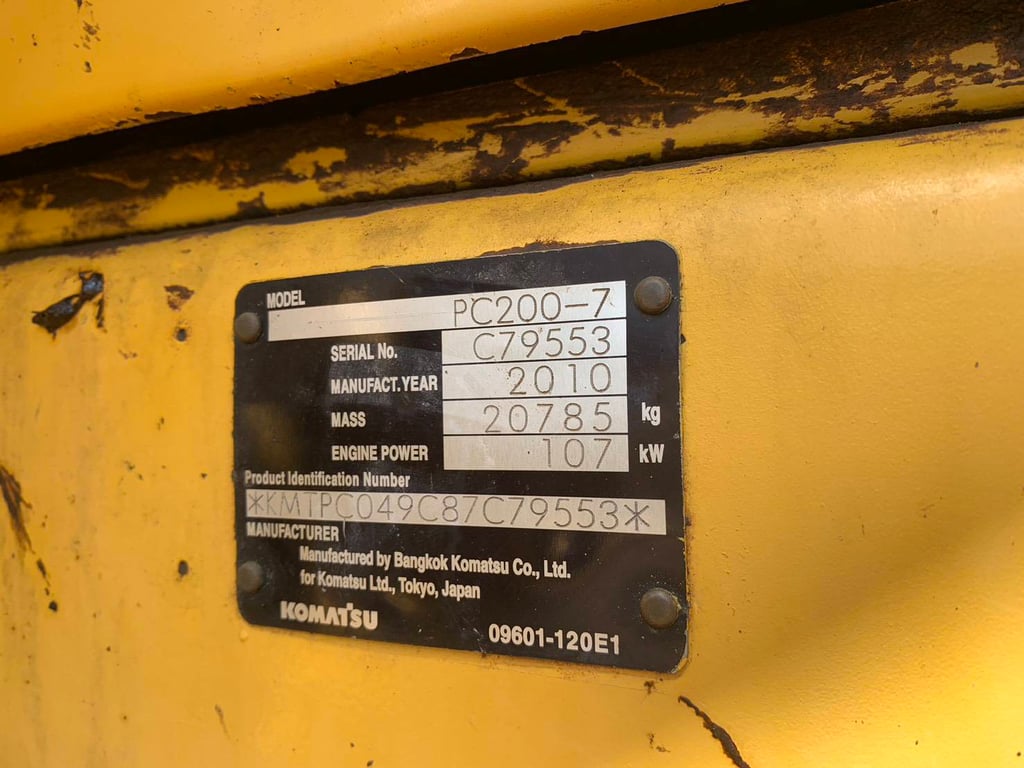 MODEL PC200-7
SERIAL No. C79553
MANUFACT.YEAR 2010
MASS 20785 kg
ENGINE POWER 107 kW
Product Identification Number
*KMTPC049C87C79553*
MANUFACTURER
Manufactured by Bangkok Komatsu Co., Ltd.
for Komatsu Ltd., Tokyo, Japan
KOMATSU
09601-120E1